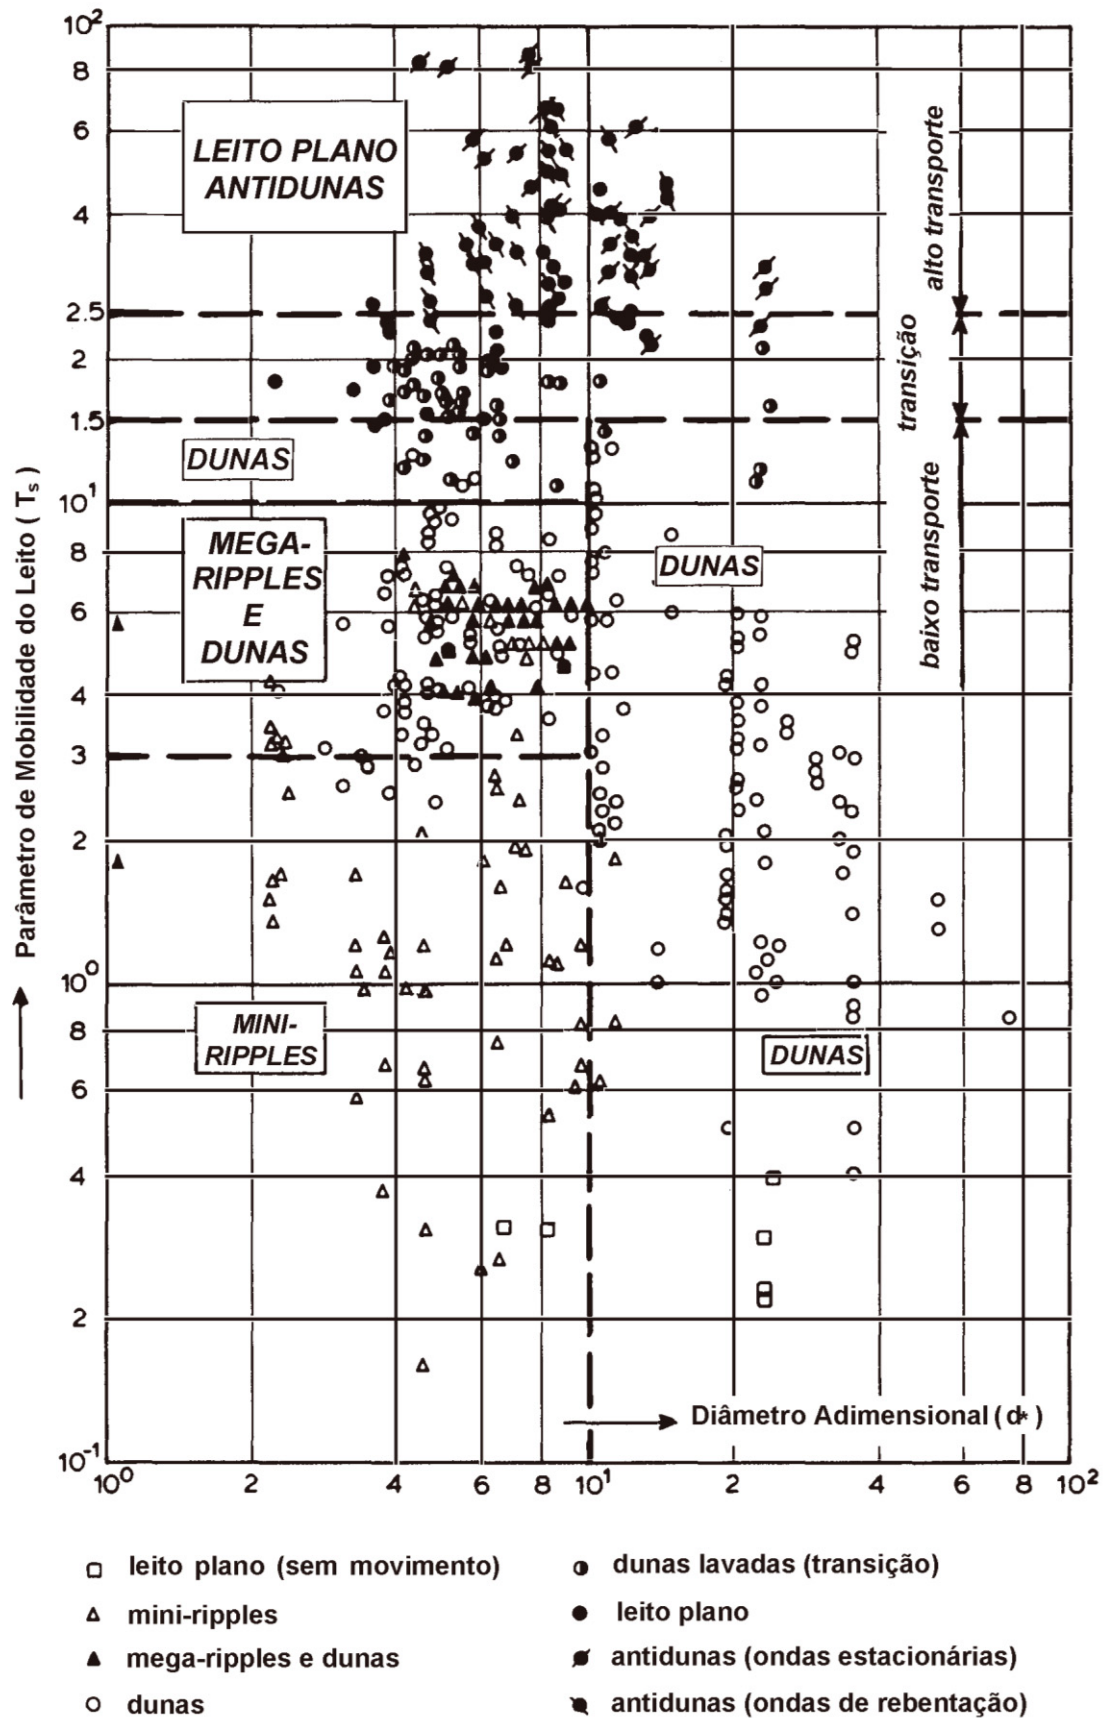 10²
8
6
4
2.5
2
1.5
10¹
8
6
4
3
2
10⁰
8
6
4
2
10⁻¹
LEITO PLANO
ANTIDUNAS
DUNAS
MEGA-
RIPPLES
E
DUNAS
DUNAS
MINI-
RIPPLES
DUNAS
alto transporte
transição
baixo transporte
Parâmetro de Mobilidade do Leito ( Tₛ )
Diâmetro Adimensional ( d* )
10⁰ 2 4 6 8 10¹ 2 4 6 8 10²
leito plano (sem movimento)
mini-ripples
mega-ripples e dunas
dunas
dunas lavadas (transição)
leito plano
antidunas (ondas estacionárias)
antidunas (ondas de rebentação)